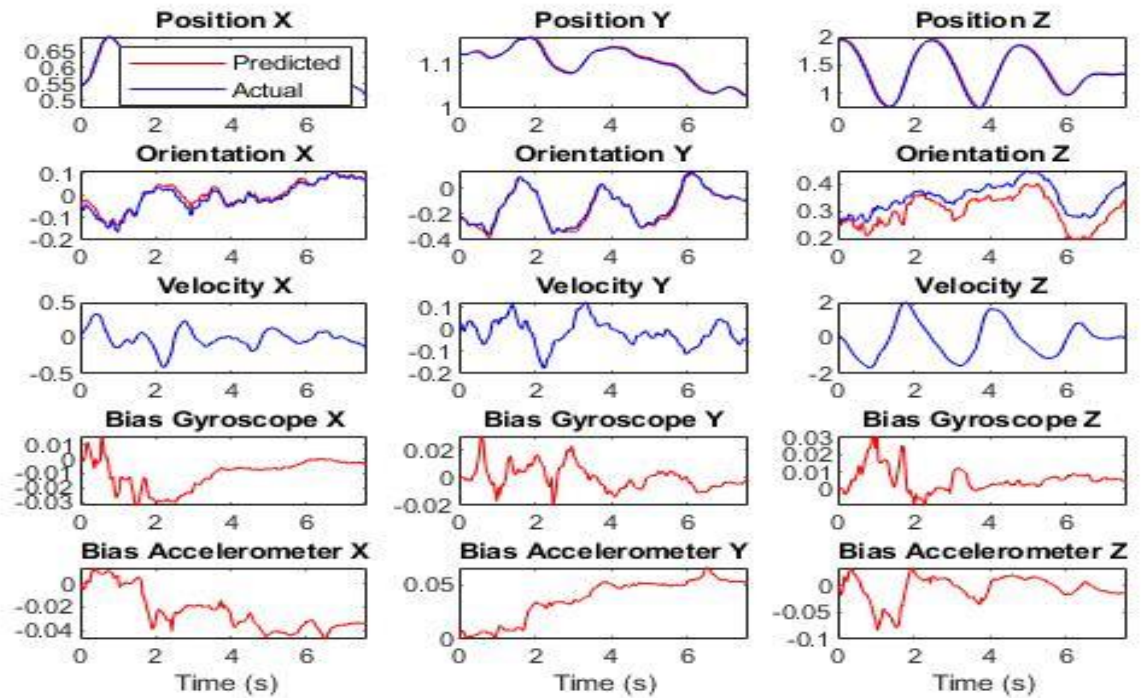 Position X Position Y Position Z
0.65
0.6
0.55
0.5
Predicted
Actual
0 2 4 6
1.1
1
0 2 4 6
2
1.5
1
0 2 4 6
Orientation X Orientation Y Orientation Z
0.1
0
-0.1
-0.2
0 2 4 6
0
-0.2
-0.4
0 2 4 6
0.4
0.3
0.2
0 2 4 6
Velocity X Velocity Y Velocity Z
0.5
0
-0.5
0 2 4 6
0.1
0
-0.1
-0.2
0 2 4 6
2
0
-2
0 2 4 6
Bias Gyroscope X Bias Gyroscope Y Bias Gyroscope Z
0.01
0
-0.01
-0.02
-0.03
0 2 4 6
0.02
0
-0.02
0 2 4 6
0.03
0.02
0.01
0
0 2 4 6
Bias Accelerometer X Bias Accelerometer Y Bias Accelerometer Z
0
-0.02
-0.04
0 2 4 6
Time (s)
0.05
0
0 2 4 6
Time (s)
0
-0.05
-0.1
0 2 4 6
Time (s)